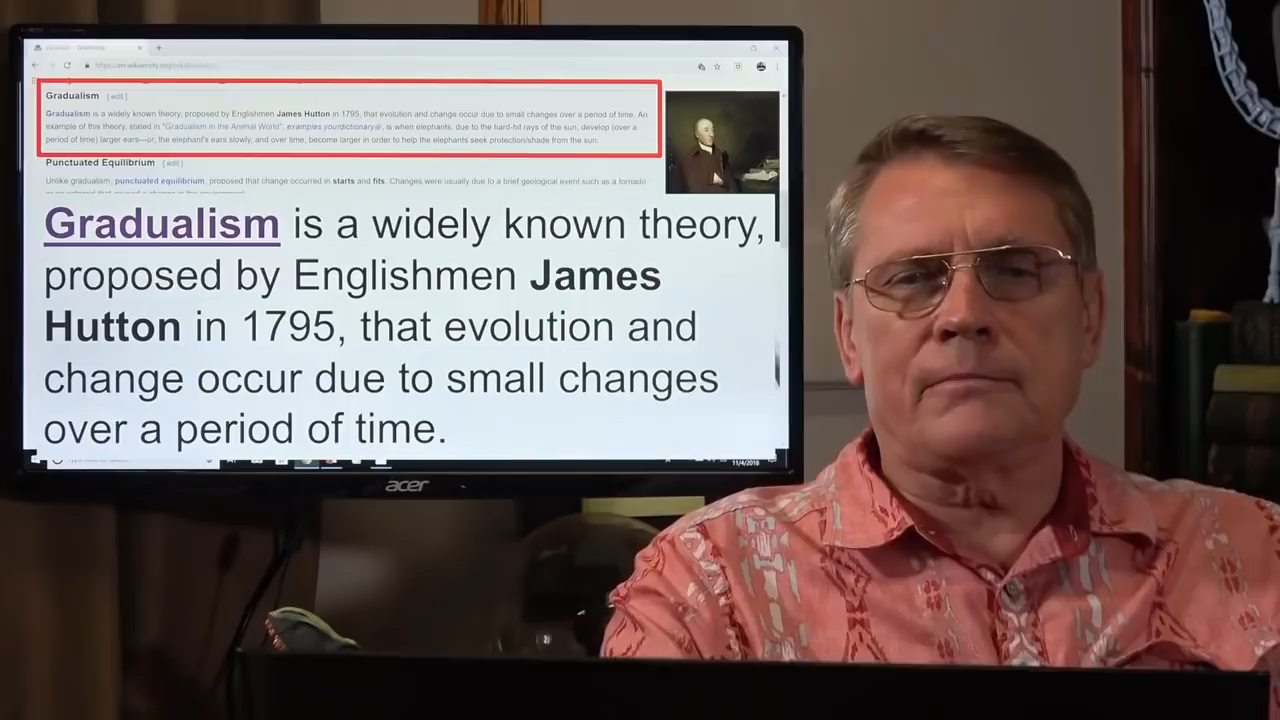 Gradualism [ edit ]
Gradualism is a widely known theory, proposed by Englishmen James Hutton in 1795, that evolution and change occur due to small changes over a period of time. An
example of this theory, stated in "Gradualism in the Animal World", examples.yourdictionary, is when elephants, due to the hard-hit rays of the sun, develop (over a
period of time) larger ears—or, the elephant's ears slowly, and over time, become larger in order to help the elephants seek protection/shade from the sun.
Punctuated Equilibrium [ edit ]
Unlike gradualism, punctuated equilibrium, proposed that change occurred in starts and fits. Changes were usually due to a brief geological event such as a tornado
Gradualism is a widely known theory,
proposed by Englishmen James
Hutton in 1795, that evolution and
change occur due to small changes
over a period of time.
11/4/2018
acer